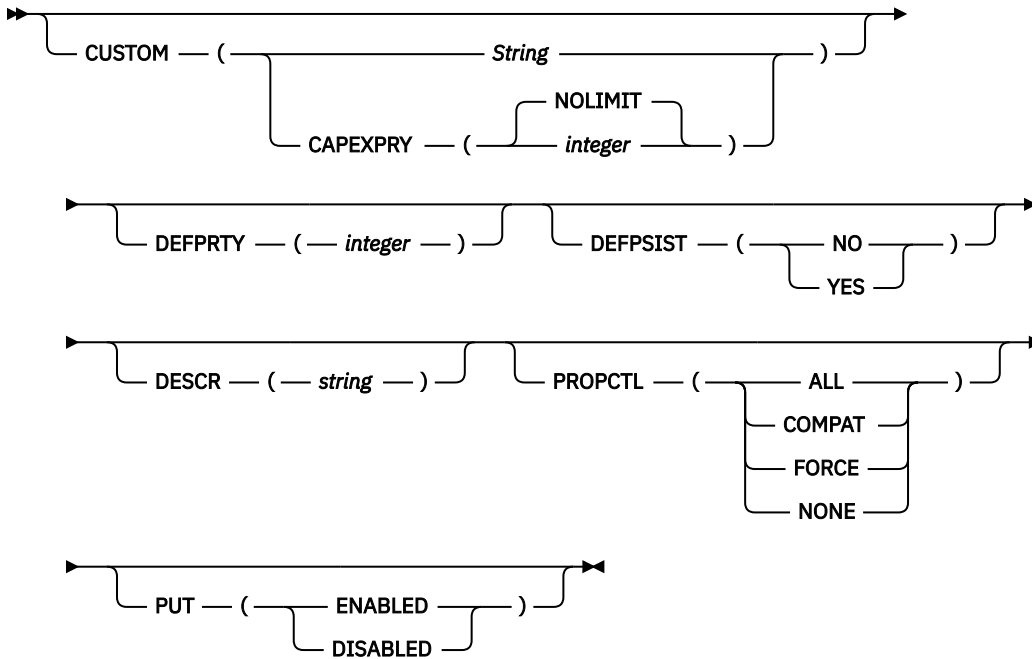 CUSTOM ( String )
NOLIMIT
CAPEXPRY ( integer )
DEFPRTY ( integer ) DEFPSIST ( NO )
YES
DESCR ( string ) PROPCTL ( ALL )
COMPAT
FORCE
NONE
PUT ( ENABLED )
DISABLED